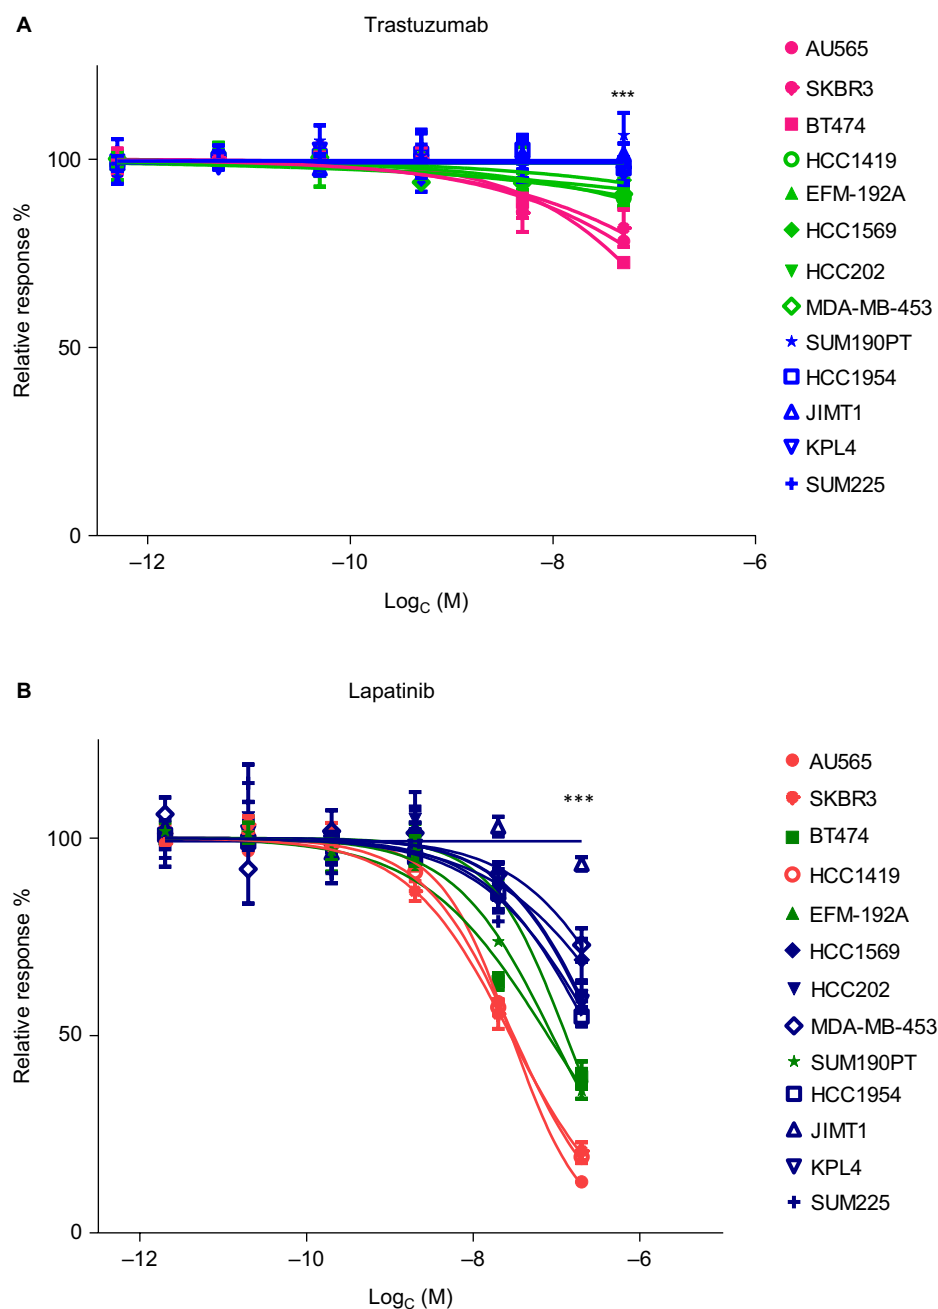 A
Trastuzumab
Relative response %
100
50
0
***
–12
–10
–8
–6
Log_C (M)
AU565
SKBR3
BT474
HCC1419
EFM-192A
HCC1569
HCC202
MDA-MB-453
SUM190PT
HCC1954
JIMT1
KPL4
SUM225
B
Lapatinib
Relative response %
100
50
0
***
–12
–10
–8
–6
Log_C (M)
AU565
SKBR3
BT474
HCC1419
EFM-192A
HCC1569
HCC202
MDA-MB-453
SUM190PT
HCC1954
JIMT1
KPL4
SUM225